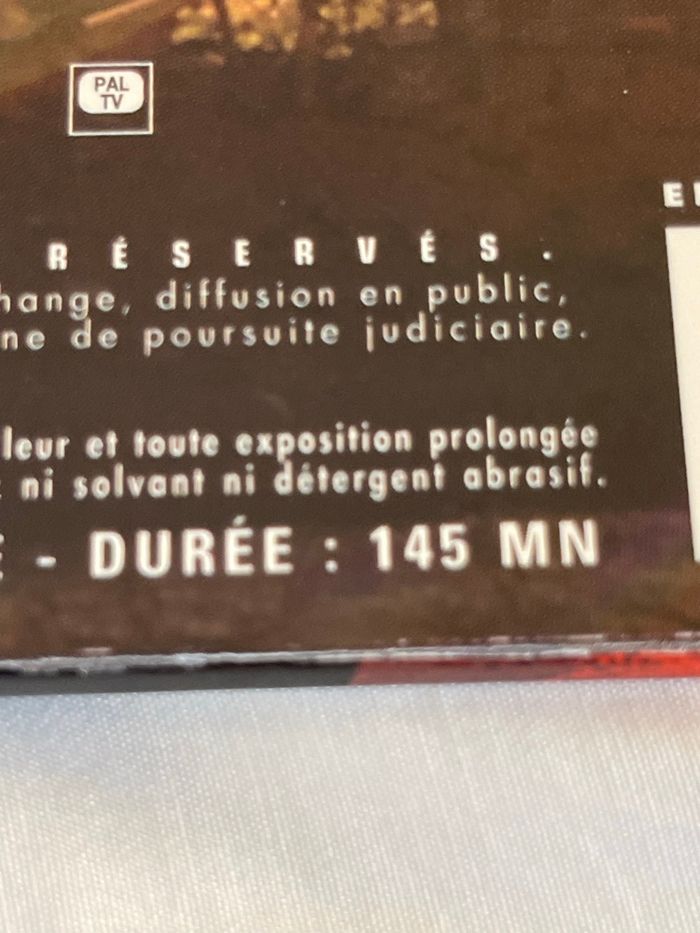 PAL
TV
RÉSERVÉS.
hange, diffusion en public,
ne de poursuite judiciaire.
leur et toute exposition prolongée
ni solvant ni détergent abrasif.
- DURÉE : 145 MN